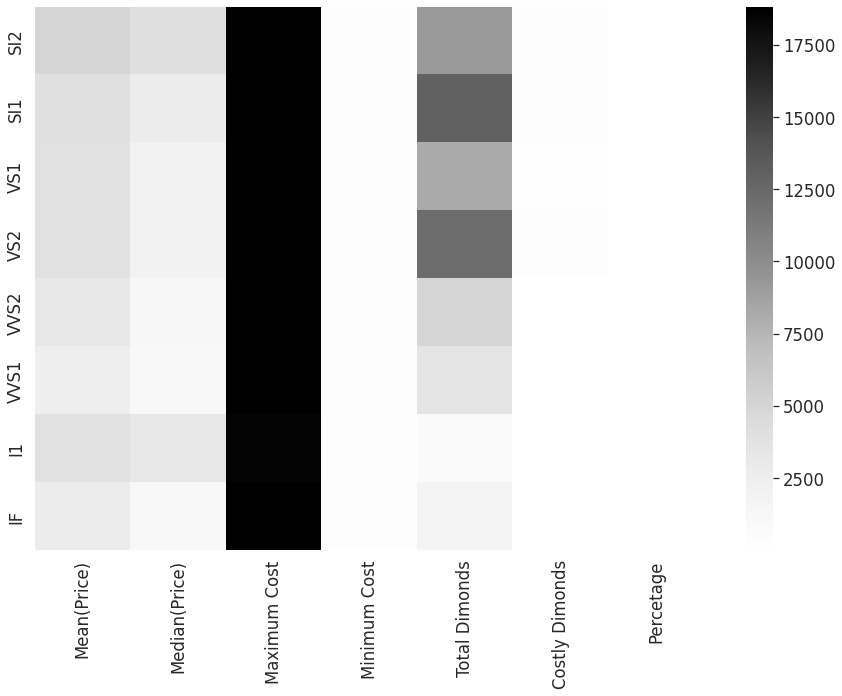 SI2
SI1
VS1
VS2
VVS2
VVS1
I1
IF
Mean(Price)
Median(Price)
Maximum Cost
Minimum Cost
Total Dimonds
Costly Dimonds
Percetage
17500
15000
12500
10000
7500
5000
2500